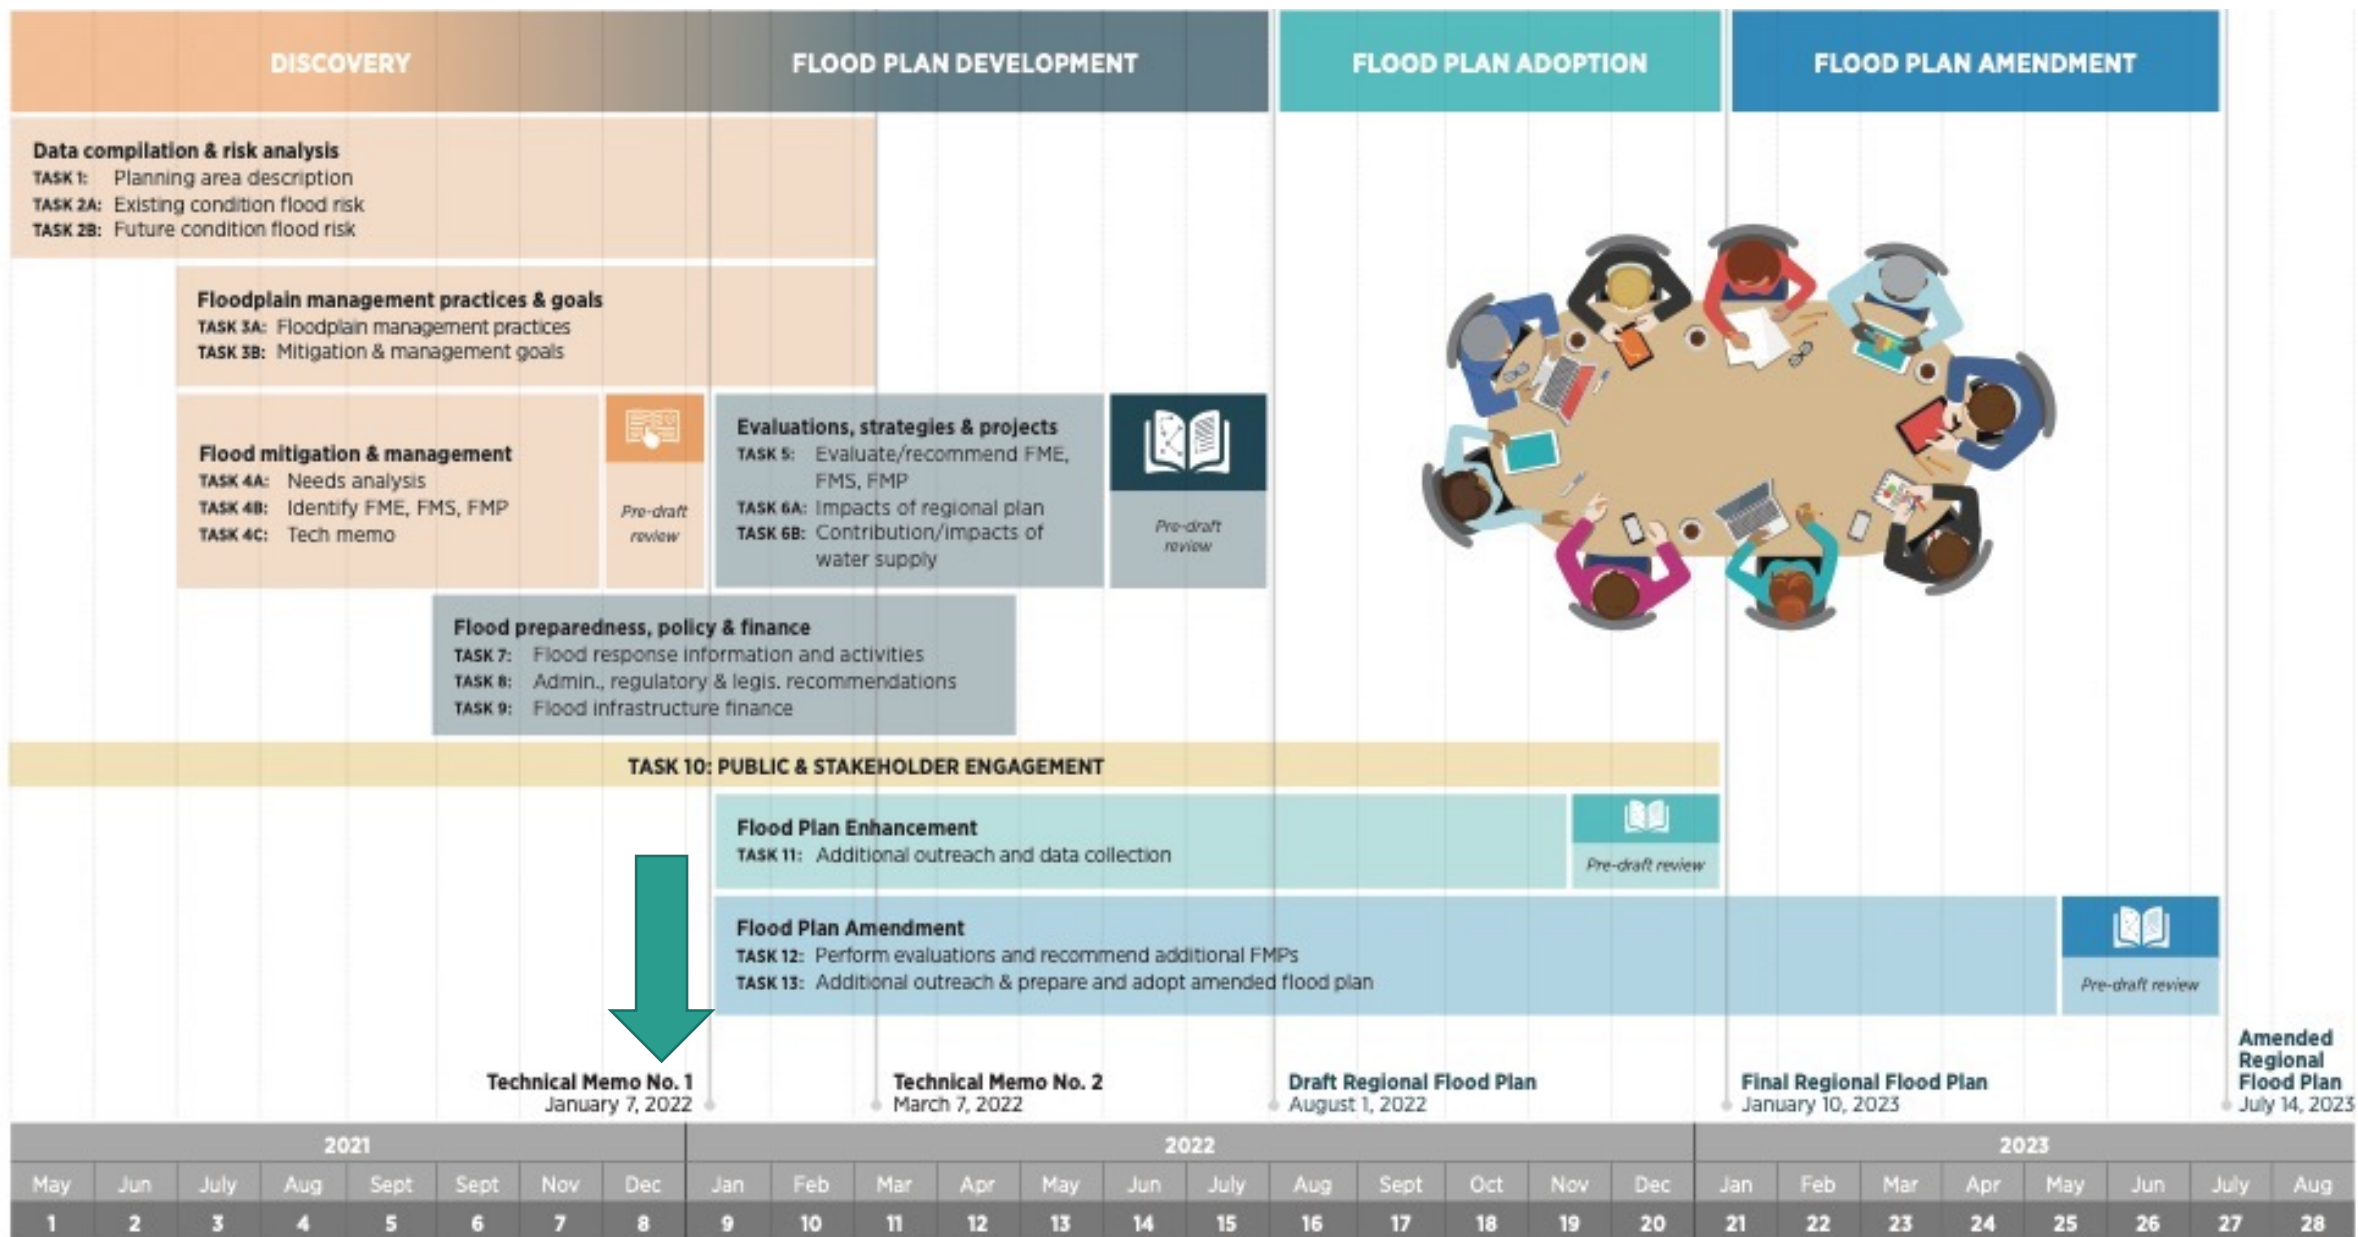 DISCOVERY
FLOOD PLAN DEVELOPMENT
FLOOD PLAN ADOPTION
FLOOD PLAN AMENDMENT
Data compilation & risk analysis
TASK 1: Planning area description
TASK 2A: Existing condition flood risk
TASK 2B: Future condition flood risk
Floodplain management practices & goals
TASK 3A: Floodplain management practices
TASK 3B: Mitigation & management goals
Flood mitigation & management
TASK 4A: Needs analysis
TASK 4B: Identify FME, FMS, FMP
TASK 4C: Tech memo
Pre-draft
review
Evaluations, strategies & projects
TASK 5: Evaluate/recommend FME,
FMS, FMP
TASK 6A: Impacts of regional plan
TASK 6B: Contribution/impacts of
water supply
Pre-draft
review
Flood preparedness, policy & finance
TASK 7: Flood response information and activities
TASK 8: Admin., regulatory & legis. recommendations
TASK 9: Flood infrastructure finance
TASK 10: PUBLIC & STAKEHOLDER ENGAGEMENT
Flood Plan Enhancement
TASK 11: Additional outreach and data collection
Pre-draft review
Flood Plan Amendment
TASK 12: Perform evaluations and recommend additional FMPs
TASK 13: Additional outreach & prepare and adopt amended flood plan
Pre-draft review
Technical Memo No. 1
January 7, 2022
Technical Memo No. 2
March 7, 2022
Draft Regional Flood Plan
August 1, 2022
Final Regional Flood Plan
January 10, 2023
Amended
Regional
Flood Plan
July 14, 2023
2021 2022 2023
May Jun July Aug Sept Sept Nov Dec Jan Feb Mar Apr May Jun July Aug Sept Oct Nov Dec Jan Feb Mar Apr May Jun July Aug
1 2 3 4 5 6 7 8 9 10 11 12 13 14 15 16 17 18 19 20 21 22 23 24 25 26 27 28